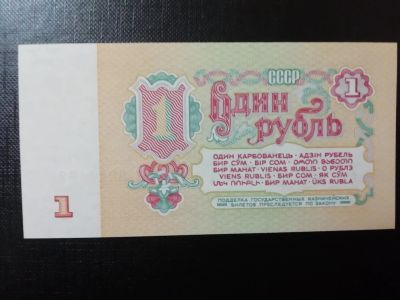 СССР
1
ОДИН
РУБЛЬ
1
ОДИН КАРБОВАНЕЦЬ · АДЗІН РУБЕЛЬ
БИР СЎМ · БІР СОМ · ᲔᲠᲗᲘ ᲛᲐᲜᲔᲗᲘ
БИР МАНАТ · VIENAS RUBLIS · О РУБЛЭ
VIENS RUBLIS · БИР СОМ · ЯК СЎМ
ՄԵԿ ՌՈՒԲԼԻ · БИР МАНАТ · ÜKS RUBLA
1
ПОДДЕЛКА ГОСУДАРСТВЕННЫХ КАЗНАЧЕЙСКИХ
БИЛЕТОВ ПРЕСЛЕДУЕТСЯ ПО ЗАКОНУ